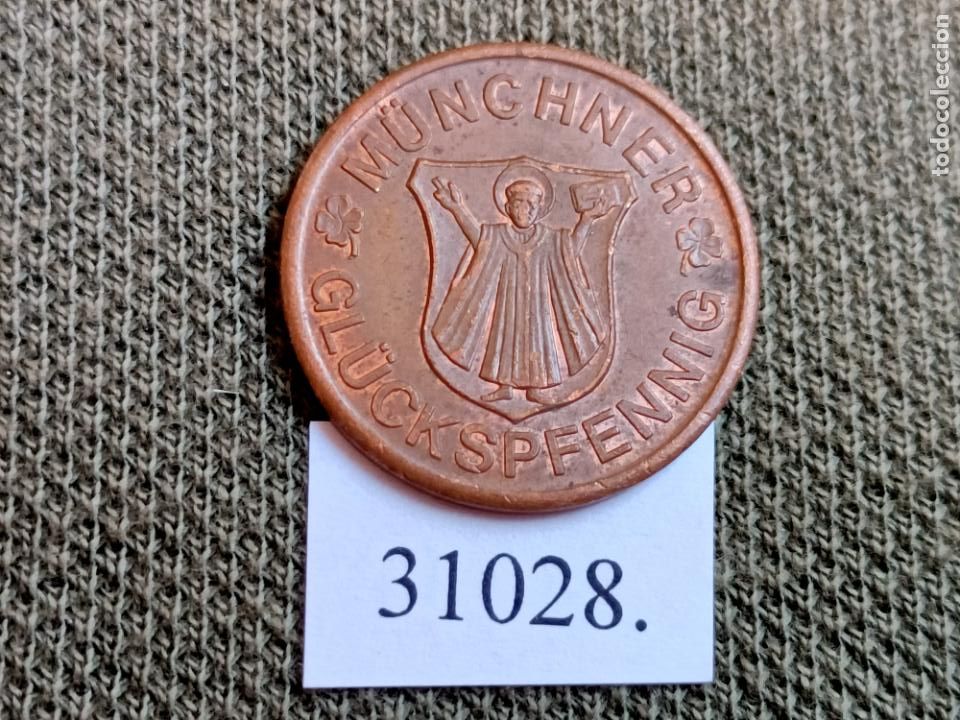 MÜNCHNER
GLÜCKSPFENNIG
31028.
todocoleccion